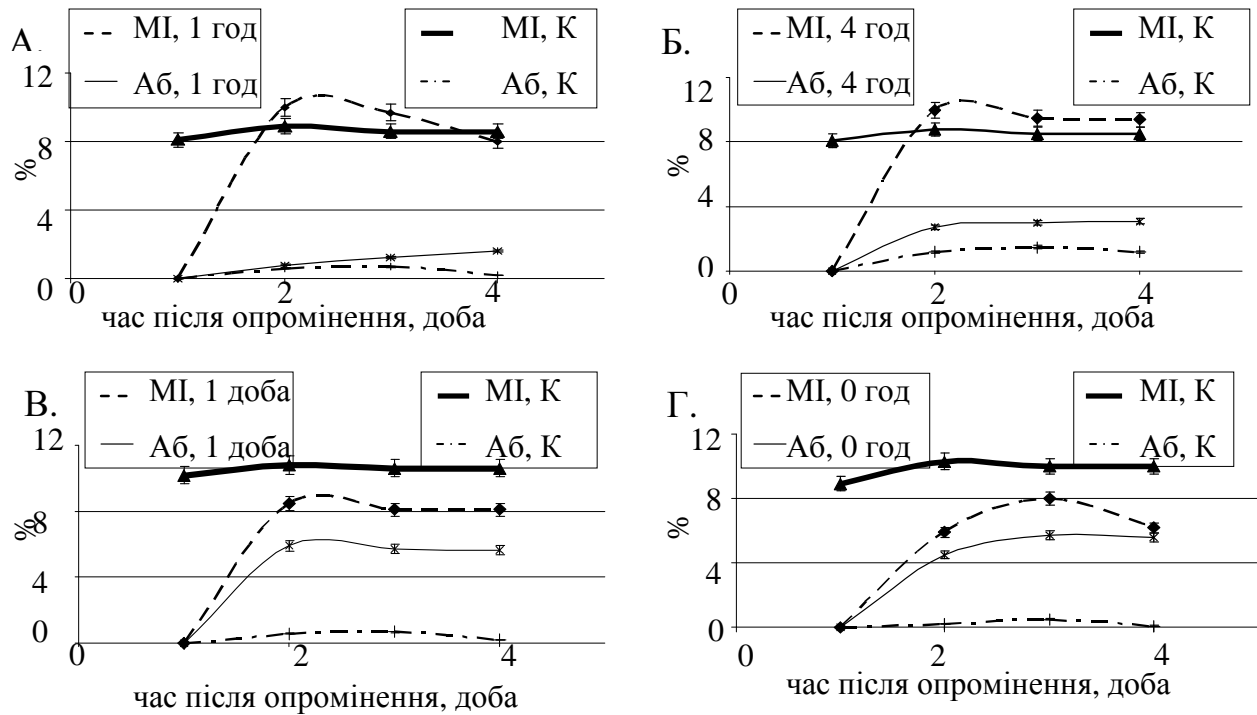 А.
МІ, 1 год
Аб, 1 год
МІ, К
Аб, К
12
8
4
0
%
0
2
4
час після опромінення, доба
Б.
МІ, 4 год
Аб, 4 год
МІ, К
Аб, К
12
8
4
0
%
0
2
4
час після опромінення, доба
В.
МІ, 1 доба
Аб, 1 доба
МІ, К
Аб, К
12
8
4
0
%
0
2
4
час після опромінення, доба
Г.
МІ, 0 год
Аб, 0 год
МІ, К
Аб, К
12
8
4
0
%
0
2
4
час після опромінення, доба